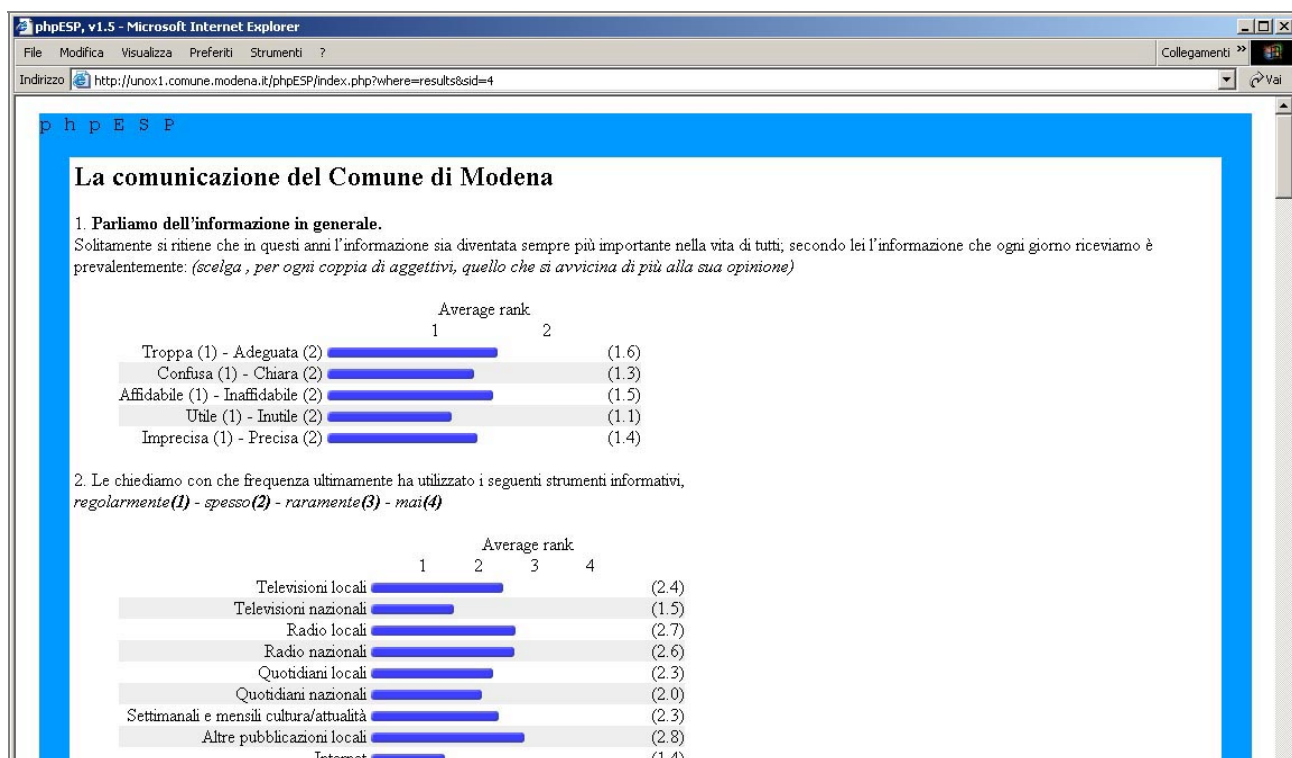 phpESP, v1.5 - Microsoft Internet Explorer
File Modifica Visualizza Preferiti Strumenti ? Collegamenti »
Indirizzo http://unox1.comune.modena.it/phpESP/index.php?where=results&sid=4 Vai
p h p E S P
La comunicazione del Comune di Modena
1. Parliamo dell'informazione in generale.
Solitamente si ritiene che in questi anni l'informazione sia diventata sempre più importante nella vita di tutti; secondo lei l'informazione che ogni giorno riceviamo è
prevalentemente: (scelga , per ogni coppia di aggettivi, quello che si avvicina di più alla sua opinione)
Average rank
1 2
Troppa (1) - Adeguata (2) (1.6)
Confusa (1) - Chiara (2) (1.3)
Affidabile (1) - Inaffidabile (2) (1.5)
Utile (1) - Inutile (2) (1.1)
Imprecisa (1) - Precisa (2) (1.4)
2. Le chiediamo con che frequenza ultimamente ha utilizzato i seguenti strumenti informativi,
regolarmente(1) - spesso(2) - raramente(3) - mai(4)
Average rank
1 2 3 4
Televisioni locali (2.4)
Televisioni nazionali (1.5)
Radio locali (2.7)
Radio nazionali (2.6)
Quotidiani locali (2.3)
Quotidiani nazionali (2.0)
Settimanali e mensili cultura/attualità (2.3)
Altre pubblicazioni locali (2.8)
Internet (1.4)